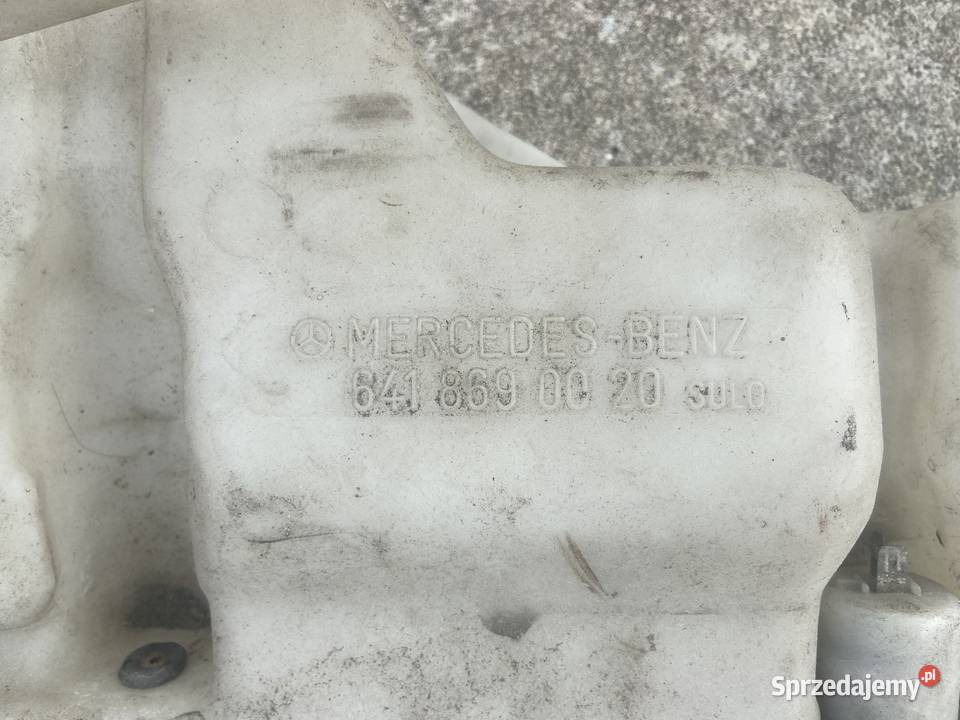 MERCEDES-BENZ
641 869 00 20 SULO
Sprzedajemy.pl